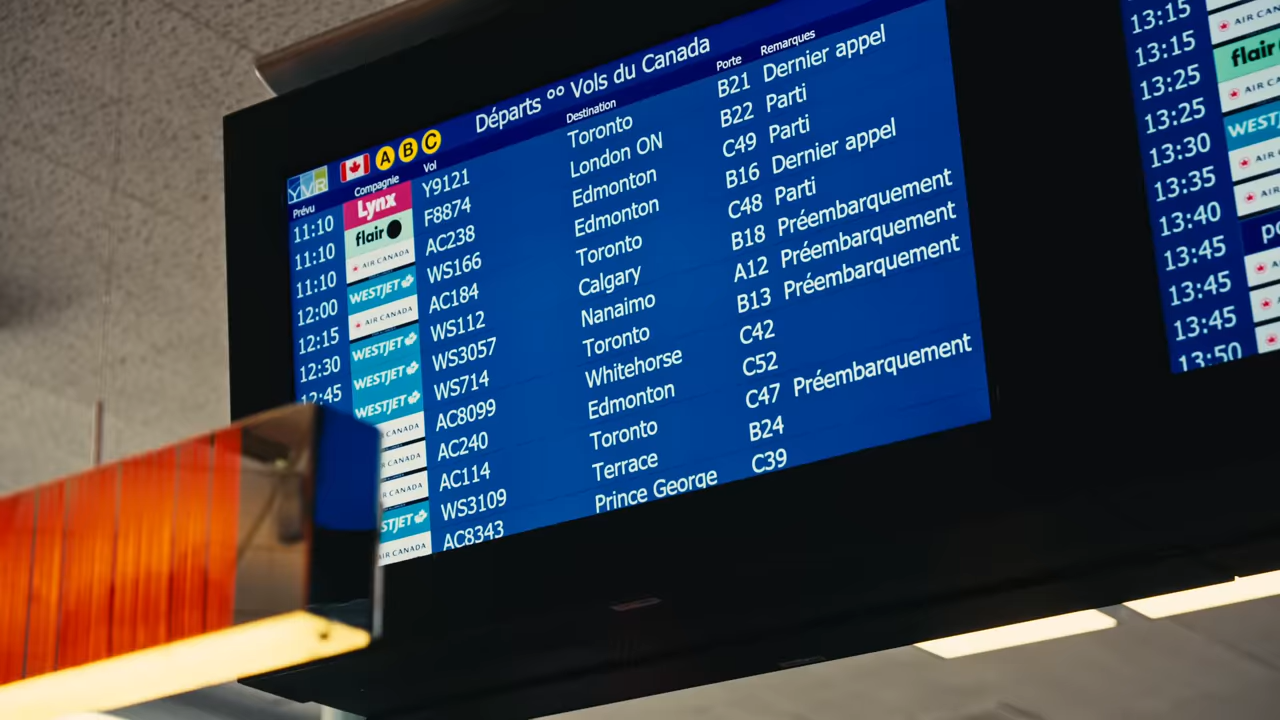 YVR A B C Départs °° Vols du Canada
Prévu Compagnie Vol Destination Porte Remarques
11:10 Lynx Y9121 Toronto B21 Dernier appel
11:10 flair F8874 London ON B22 Parti
11:10 AIR CANADA AC238 Edmonton C49 Parti
12:00 WESTJET WS166 Edmonton B16 Dernier appel
12:15 AIR CANADA AC184 Toronto C48 Parti
12:30 WESTJET WS112 Calgary B18 Préembarquement
12:45 WESTJET WS3057 Nanaimo A12 Préembarquement
WESTJET WS714 Toronto B13 Préembarquement
CANADA AC8099 Whitehorse C42
CANADA AC240 Edmonton C52
CANADA AC114 Toronto C47 Préembarquement
STJET WS3109 Terrace B24
AIR CANADA AC8343 Prince George C39
13:15
13:15 AIR CAN
13:25 flair
13:25 AIR C
13:30 WEST
13:35 AIR C
13:40 AIR C
13:45 po
13:45
13:45
13:50